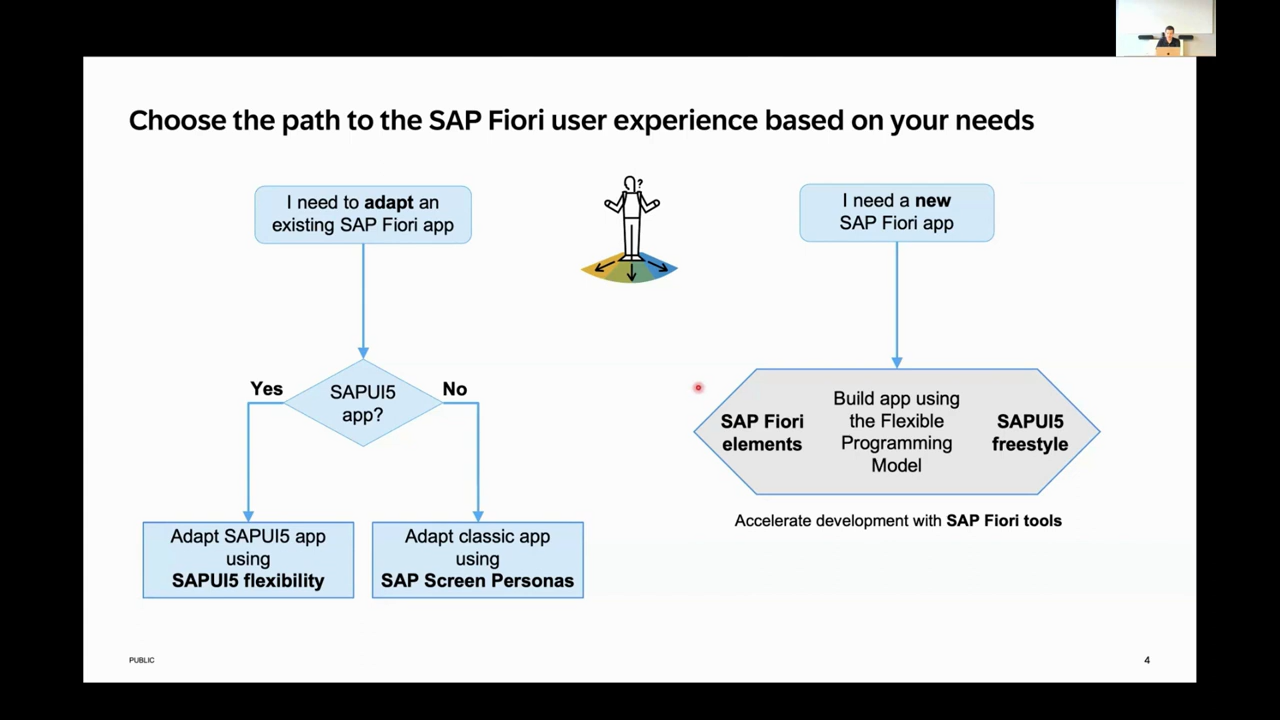 Choose the path to the SAP Fiori user experience based on your needs
I need to adapt an
existing SAP Fiori app
?
I need a new
SAP Fiori app
Yes
SAPUI5
app?
No
Adapt SAPUI5 app
using
SAPUI5 flexibility
Adapt classic app
using
SAP Screen Personas
SAP Fiori
elements
Build app using
the Flexible
Programming
Model
SAPUI5
freestyle
Accelerate development with SAP Fiori tools
PUBLIC
4